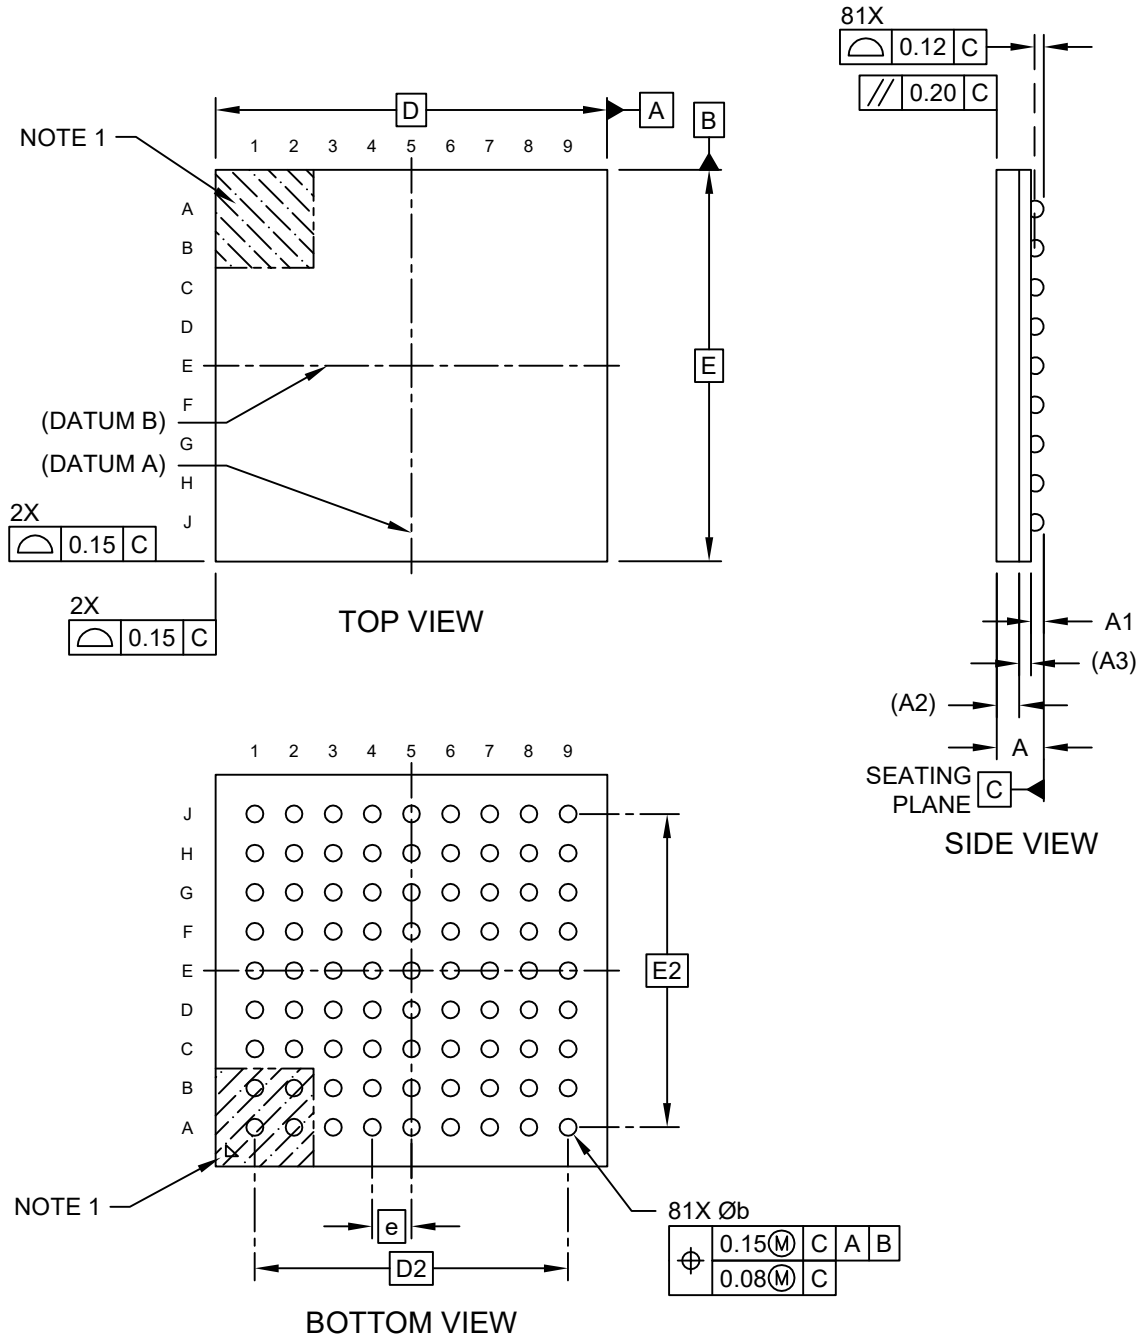 81X
0.12 C
// 0.20 C
D
A
B
NOTE 1
1 2 3 4 5 6 7 8 9
A
B
C
D
E
F
G
H
J
E
(DATUM B)
(DATUM A)
2X
0.15 C
2X
0.15 C
TOP VIEW
A1
(A3)
(A2)
A
SEATING
PLANE
C
SIDE VIEW
1 2 3 4 5 6 7 8 9
J
H
G
F
E
D
C
B
A
E2
NOTE 1
e
D2
81X Øb
0.15Ⓜ C A B
0.08Ⓜ C
BOTTOM VIEW